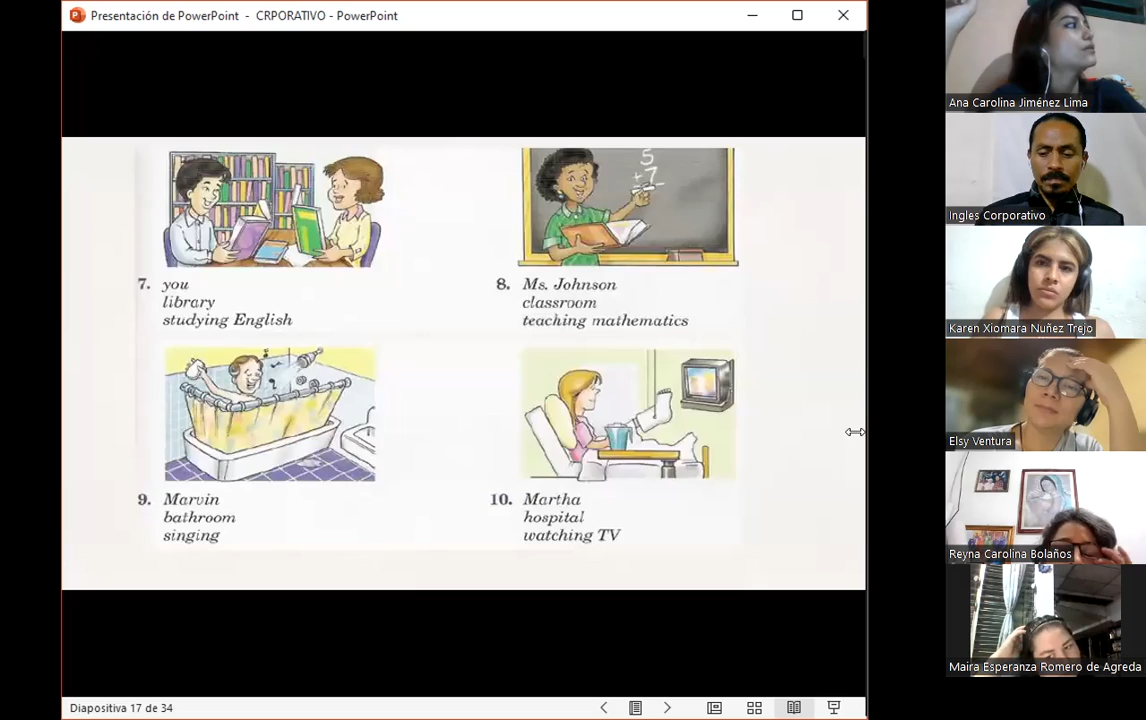 Presentación de PowerPoint - CRPORATIVO - PowerPoint
5
+7
7. you
library
studying English
8. Ms. Johnson
classroom
teaching mathematics
9. Marvin
bathroom
singing
10. Martha
hospital
watching TV
Diapositiva 17 de 34
Ana Carolina Jiménez Lima
Ingles Corporativo
Karen Xiomara Nuñez Trejo
Elsy Ventura
Reyna Carolina Bolaños
Maira Esperanza Romero de Agreda